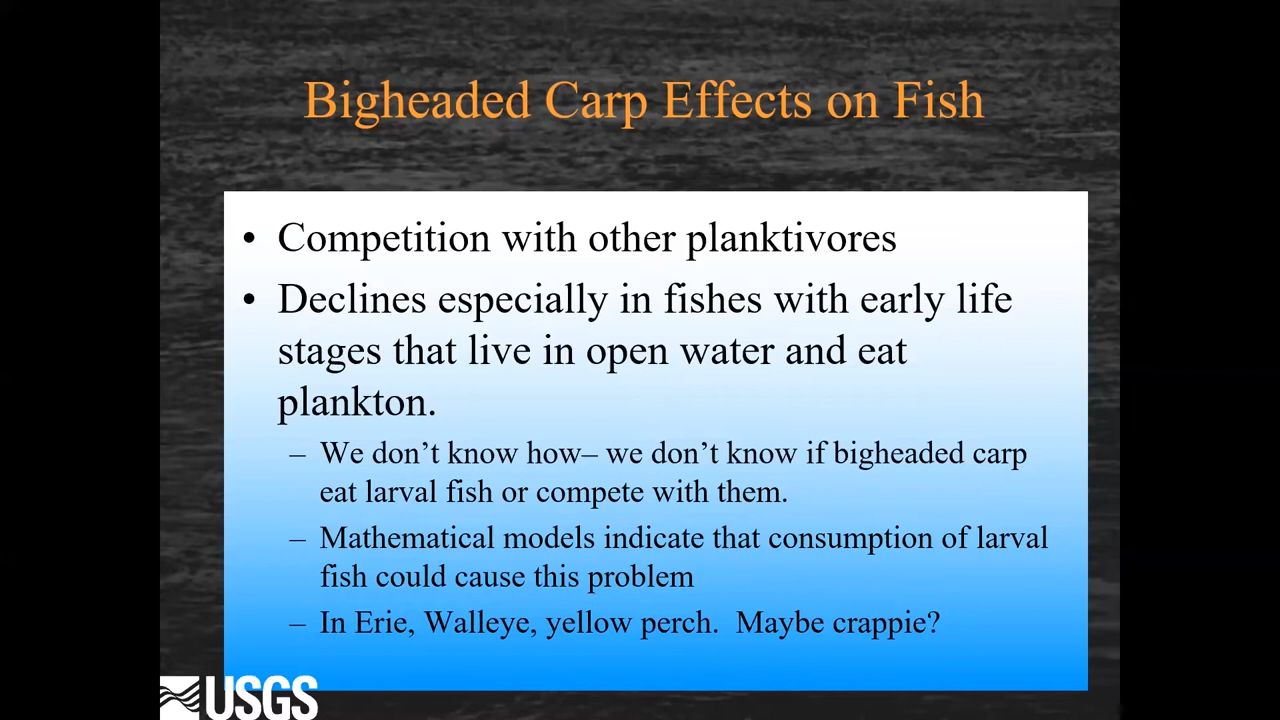 Bigheaded Carp Effects on Fish
• Competition with other planktivores
• Declines especially in fishes with early life
stages that live in open water and eat
plankton.
– We don’t know how– we don’t know if bigheaded carp
eat larval fish or compete with them.
– Mathematical models indicate that consumption of larval
fish could cause this problem
– In Erie, Walleye, yellow perch.  Maybe crappie?
USGS